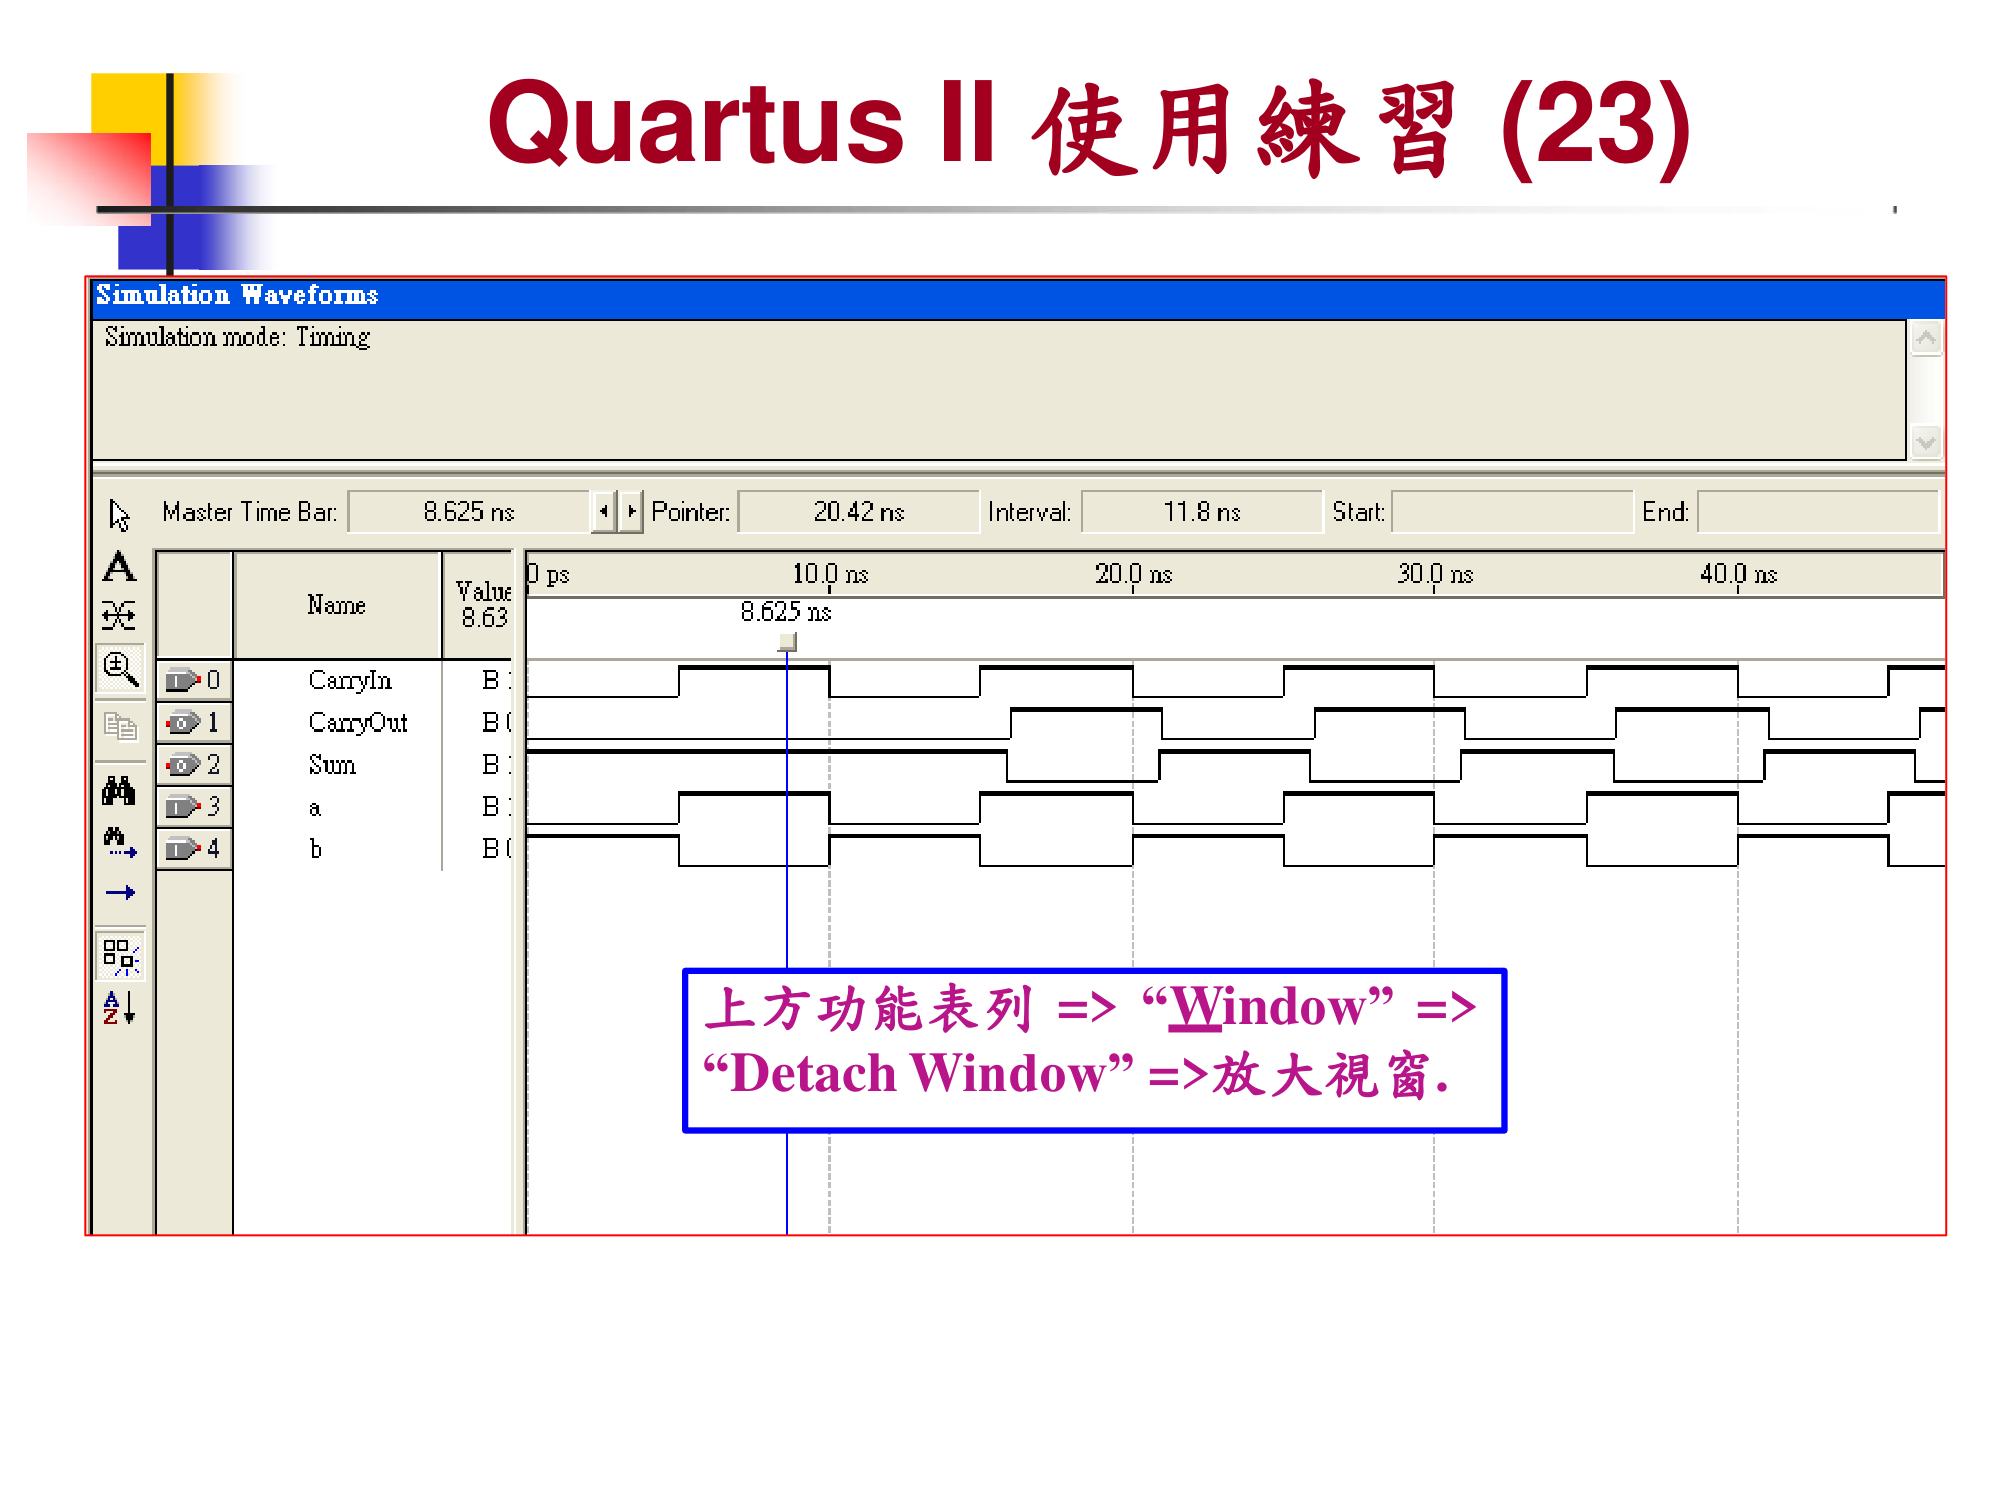 Quartus II 使用練習 (23)
Simulation Waveforms
Simulation mode: Timing
Master Time Bar: 8.625 ns Pointer: 20.42 ns Interval: 11.8 ns Start: End:
Name Value 8.63
0 ps 10.0 ns 20.0 ns 30.0 ns 40.0 ns
8.625 ns
0 CarryIn B
1 CarryOut B
2 Sum B
3 a B
4 b B
上方功能表列 => “Window” =>
“Detach Window” =>放大視窗.